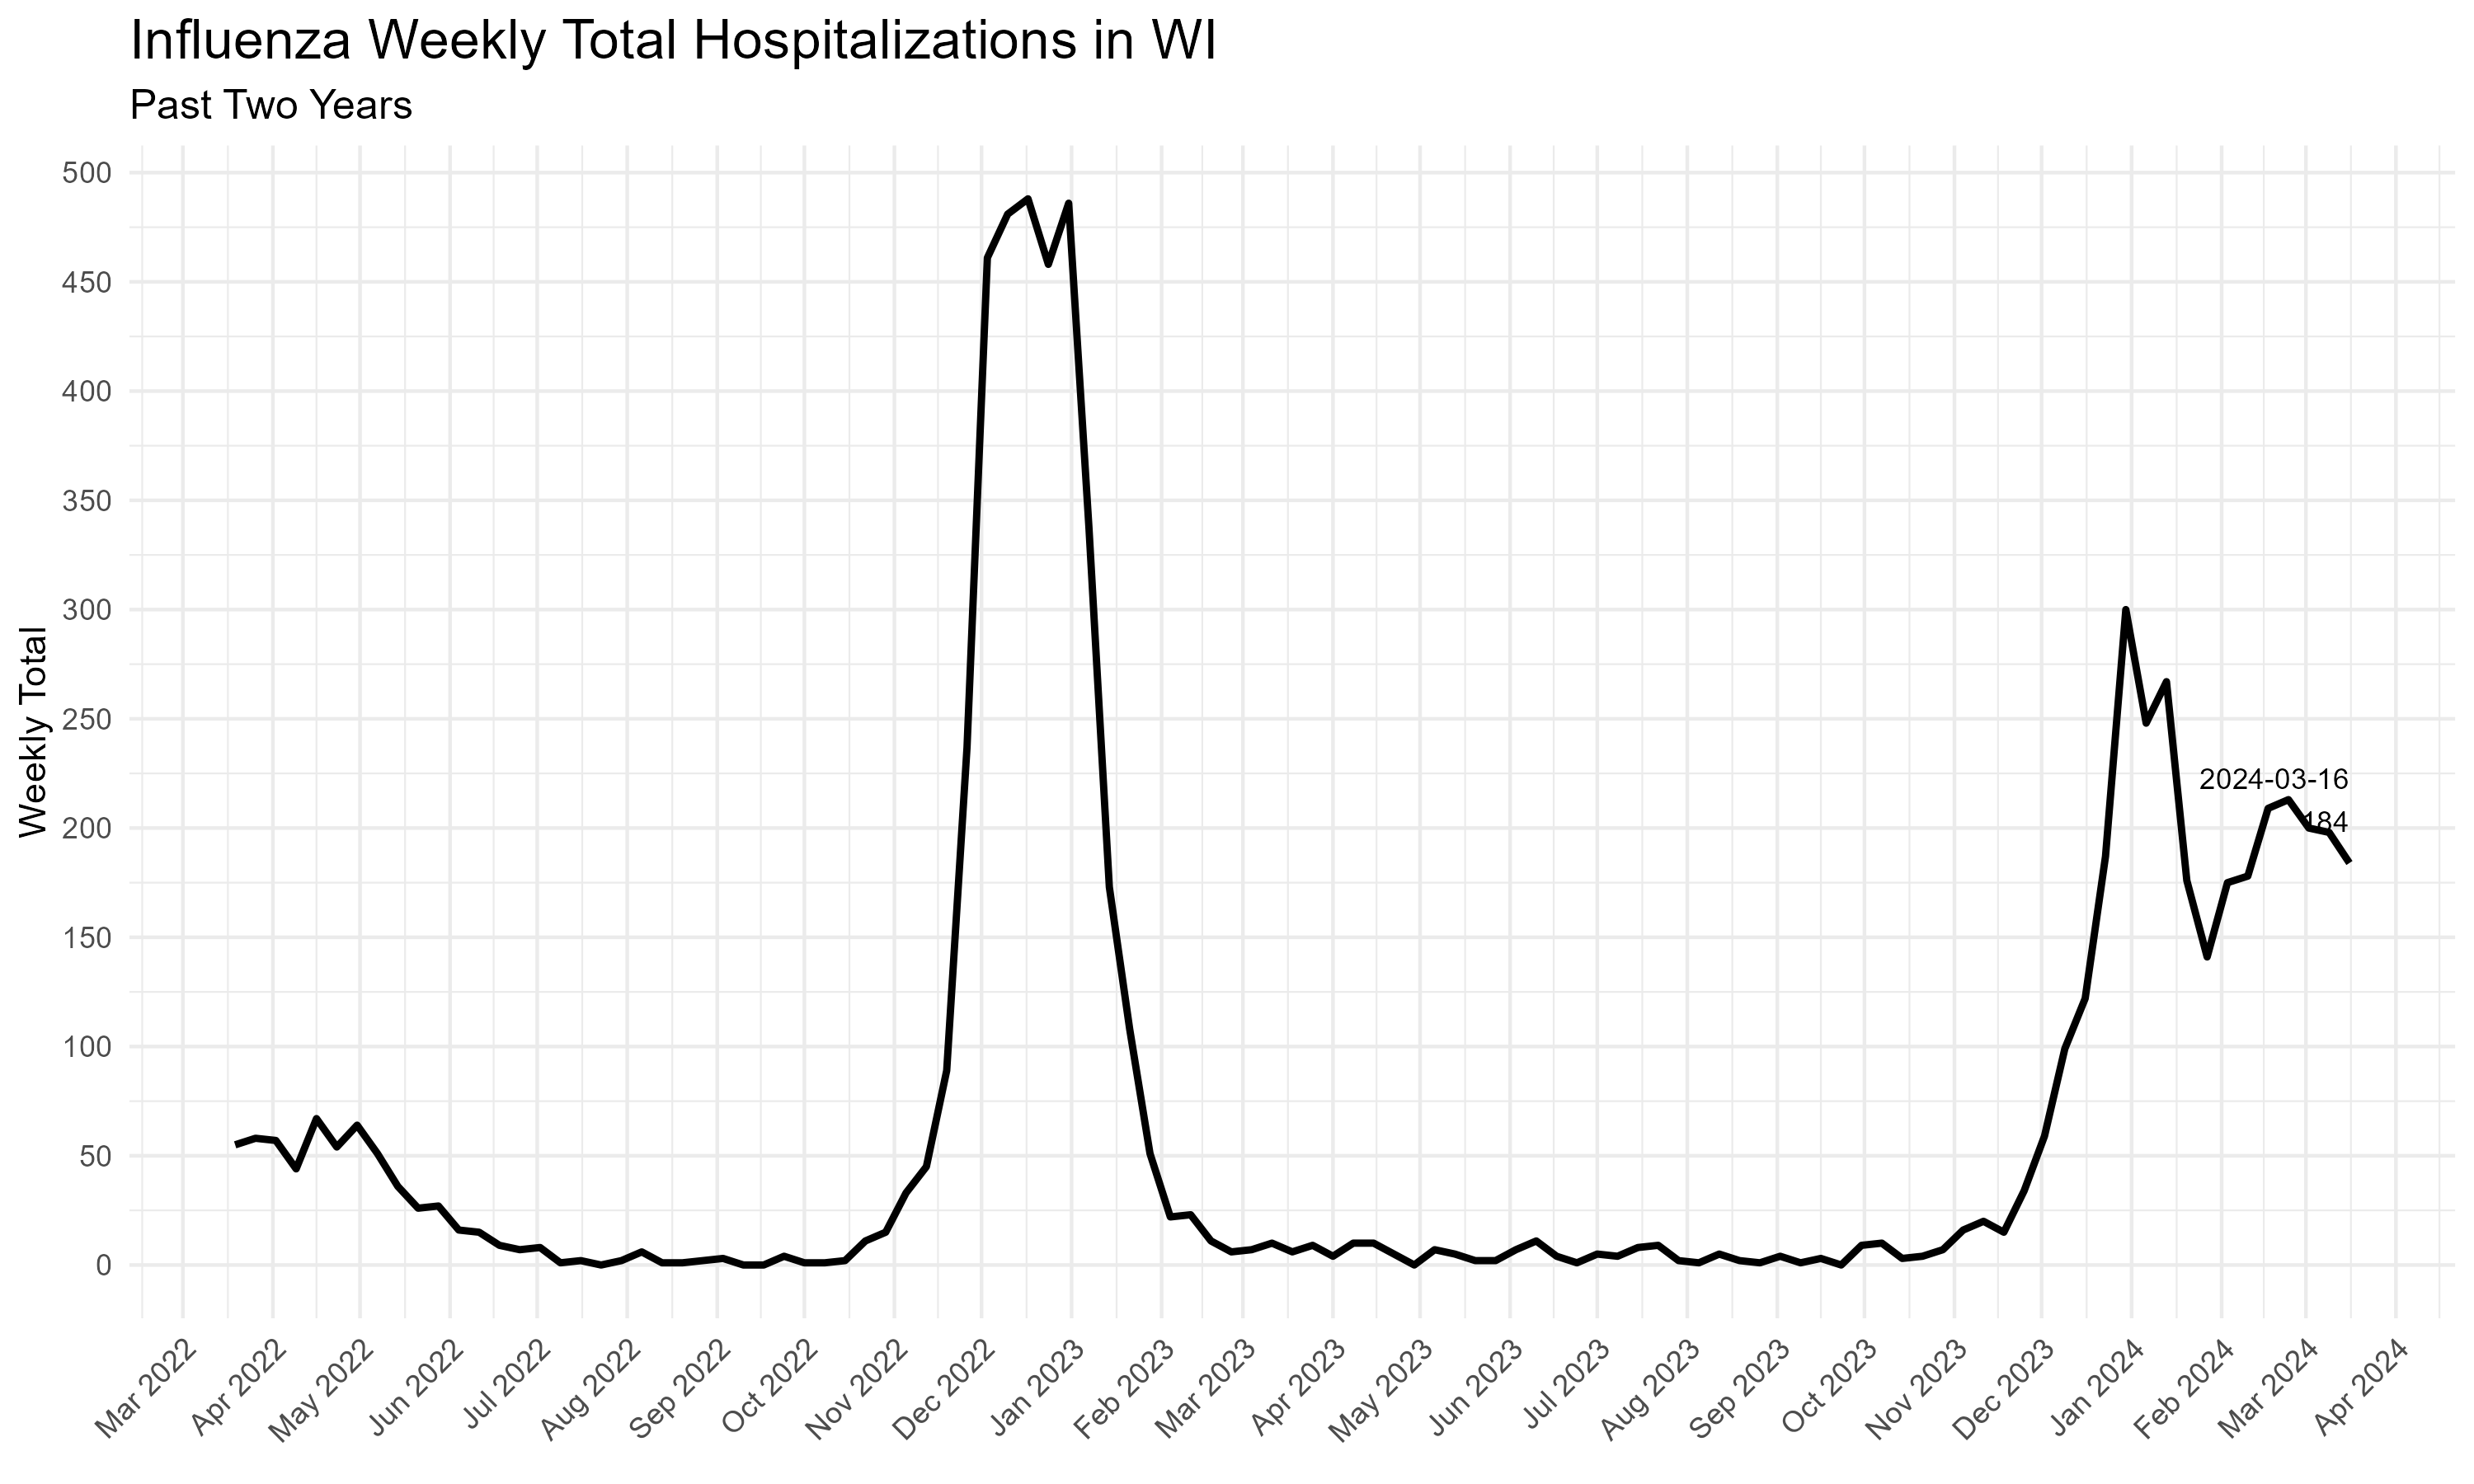 Influenza Weekly Total Hospitalizations in WI
Past Two Years
Weekly Total
500
450
400
350
300
250
200
150
100
50
0
2024-03-16
184
Mar 2022
Apr 2022
May 2022
Jun 2022
Jul 2022
Aug 2022
Sep 2022
Oct 2022
Nov 2022
Dec 2022
Jan 2023
Feb 2023
Mar 2023
Apr 2023
May 2023
Jun 2023
Jul 2023
Aug 2023
Sep 2023
Oct 2023
Nov 2023
Dec 2023
Jan 2024
Feb 2024
Mar 2024
Apr 2024